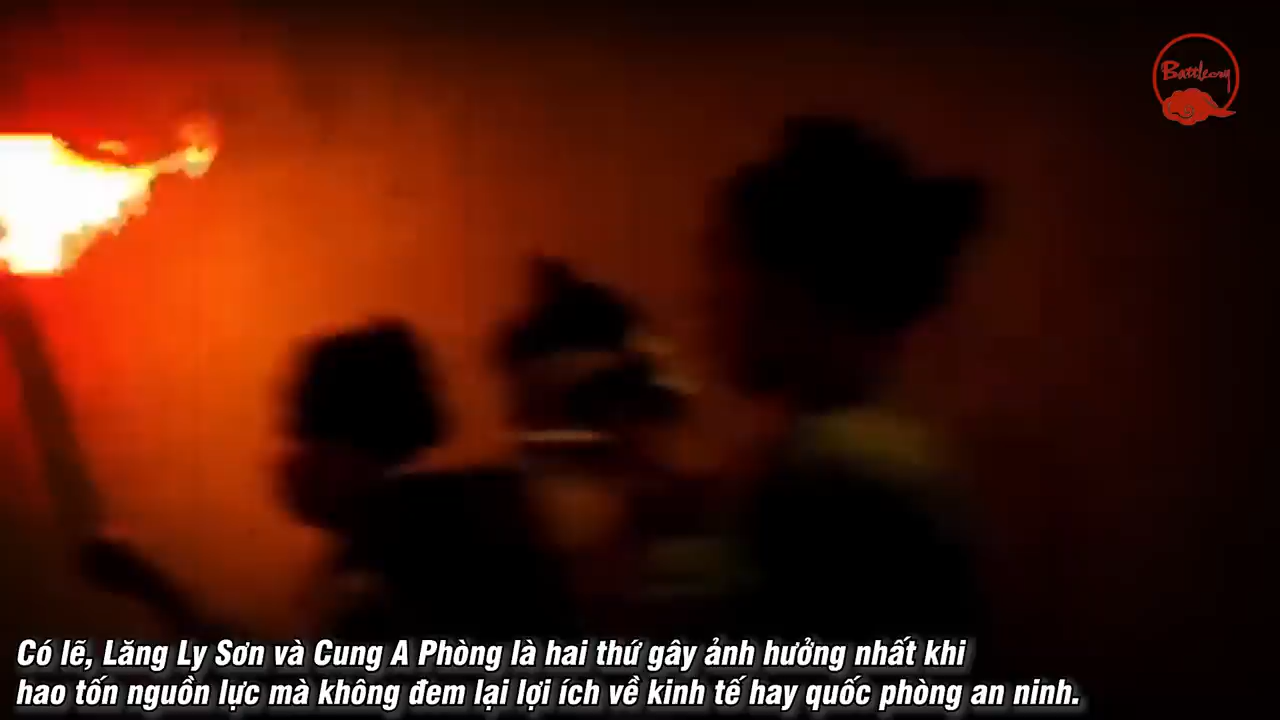 Battlecry
Có lẽ, Lăng Ly Sơn và Cung A Phòng là hai thứ gây ảnh hưởng nhất khi
hao tốn nguồn lực mà không đem lại lợi ích về kinh tế hay quốc phòng an ninh.